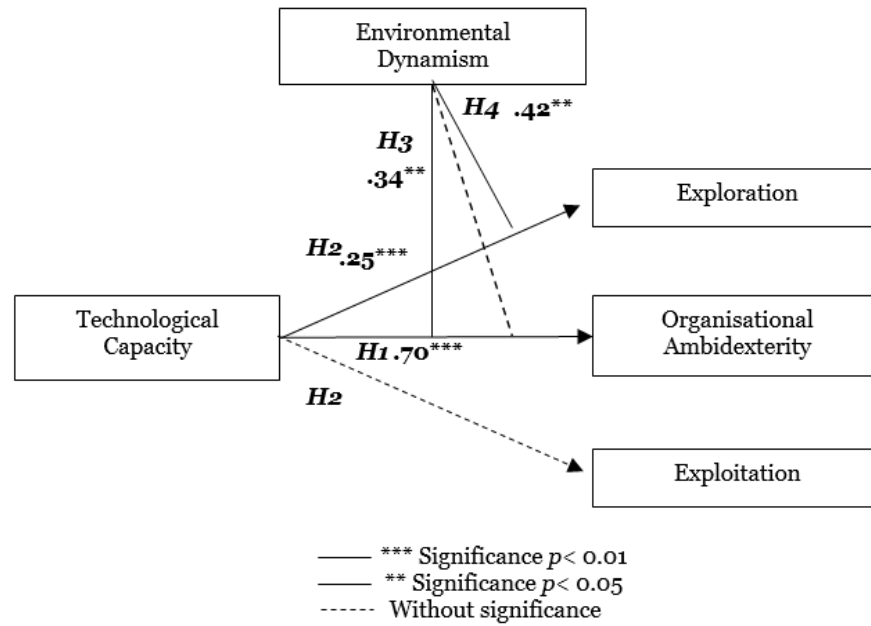 Environmental
Dynamism
H4 .42**
H3
.34**
Exploration
H2.25***
Technological
Capacity
Organisational
Ambidexterity
H1.70***
H2
Exploitation
*** Significance p< 0.01
** Significance p< 0.05
Without significance